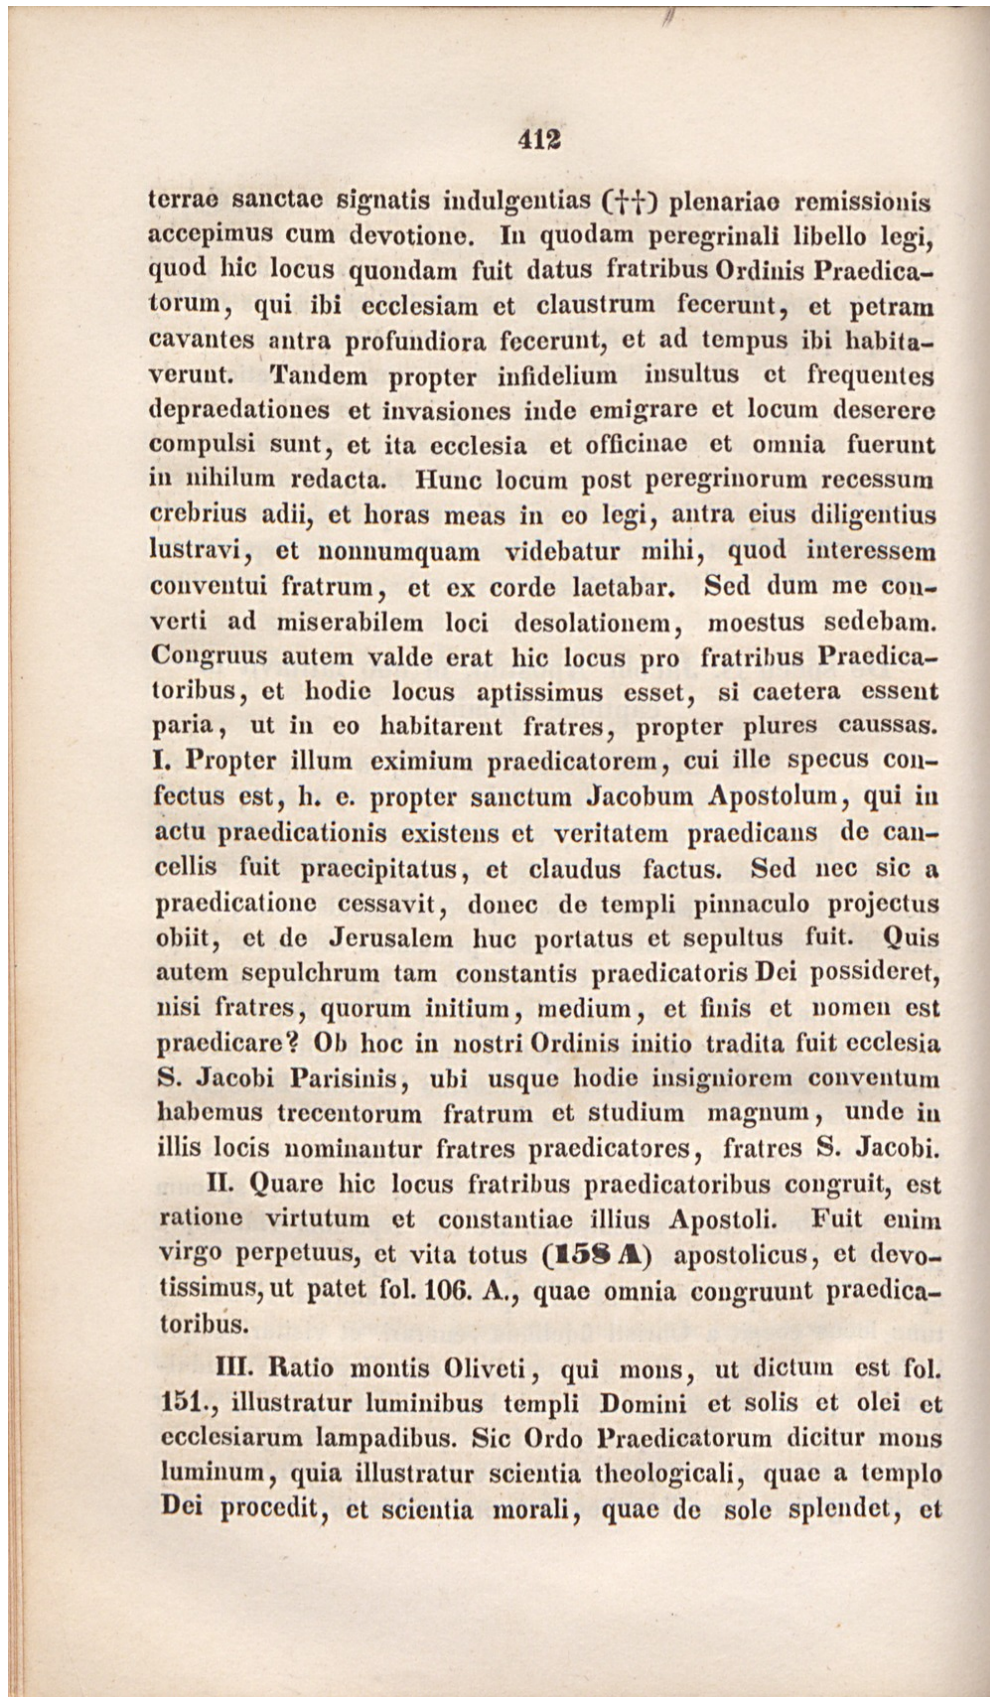 412
terrae sanctae signatis indulgentias (††) plenariae remissionis
accepimus cum devotione. In quodam peregrinali libello legi,
quod hic locus quondam fuit datus fratribus Ordinis Praedica-
torum, qui ibi ecclesiam et claustrum fecerunt, et petram
cavantes antra profundiora fecerunt, et ad tempus ibi habita-
verunt. Tandem propter infidelium insultus et frequentes
depraedationes et invasiones inde emigrare et locum deserere
compulsi sunt, et ita ecclesia et officinae et omnia fuerunt
in nihilum redacta. Hunc locum post peregrinorum recessum
crebrius adii, et horas meas in eo legi, antra eius diligentius
lustravi, et nonnumquam videbatur mihi, quod interessem
conventui fratrum, et ex corde laetabar. Sed dum me con-
verti ad miserabilem loci desolationem, moestus sedebam.
Congruus autem valde erat hic locus pro fratribus Praedica-
toribus, et hodie locus aptissimus esset, si caetera essent
paria, ut in eo habitarent fratres, propter plures caussas.
I. Propter illum eximium praedicatorem, cui ille specus con-
fectus est, h. e. propter sanctum Jacobum Apostolum, qui in
actu praedicationis existens et veritatem praedicans de can-
cellis fuit praecipitatus, et claudus factus. Sed nec sic a
praedicatione cessavit, donec de templi pinnaculo projectus
obiit, et de Jerusalem huc portatus et sepultus fuit. Quis
autem sepulchrum tam constantis praedicatoris Dei possideret,
nisi fratres, quorum initium, medium, et finis et nomen est
praedicare? Ob hoc in nostri Ordinis initio tradita fuit ecclesia
S. Jacobi Parisinis, ubi usque hodie insigniorem conventum
habemus trecentorum fratrum et studium magnum, unde in
illis locis nominantur fratres praedicatores, fratres S. Jacobi.
II. Quare hic locus fratribus praedicatoribus congruit, est
ratione virtutum et constantiae illius Apostoli. Fuit enim
virgo perpetuus, et vita totus (158 A) apostolicus, et devo-
tissimus, ut patet fol. 106. A., quae omnia congruunt praedica-
toribus.
III. Ratio montis Oliveti, qui mons, ut dictum est fol.
151., illustratur luminibus templi Domini et solis et olei et
ecclesiarum lampadibus. Sic Ordo Praedicatorum dicitur mons
luminum, quia illustratur scientia theologicali, quae a templo
Dei procedit, et scientia morali, quae de sole splendet, et